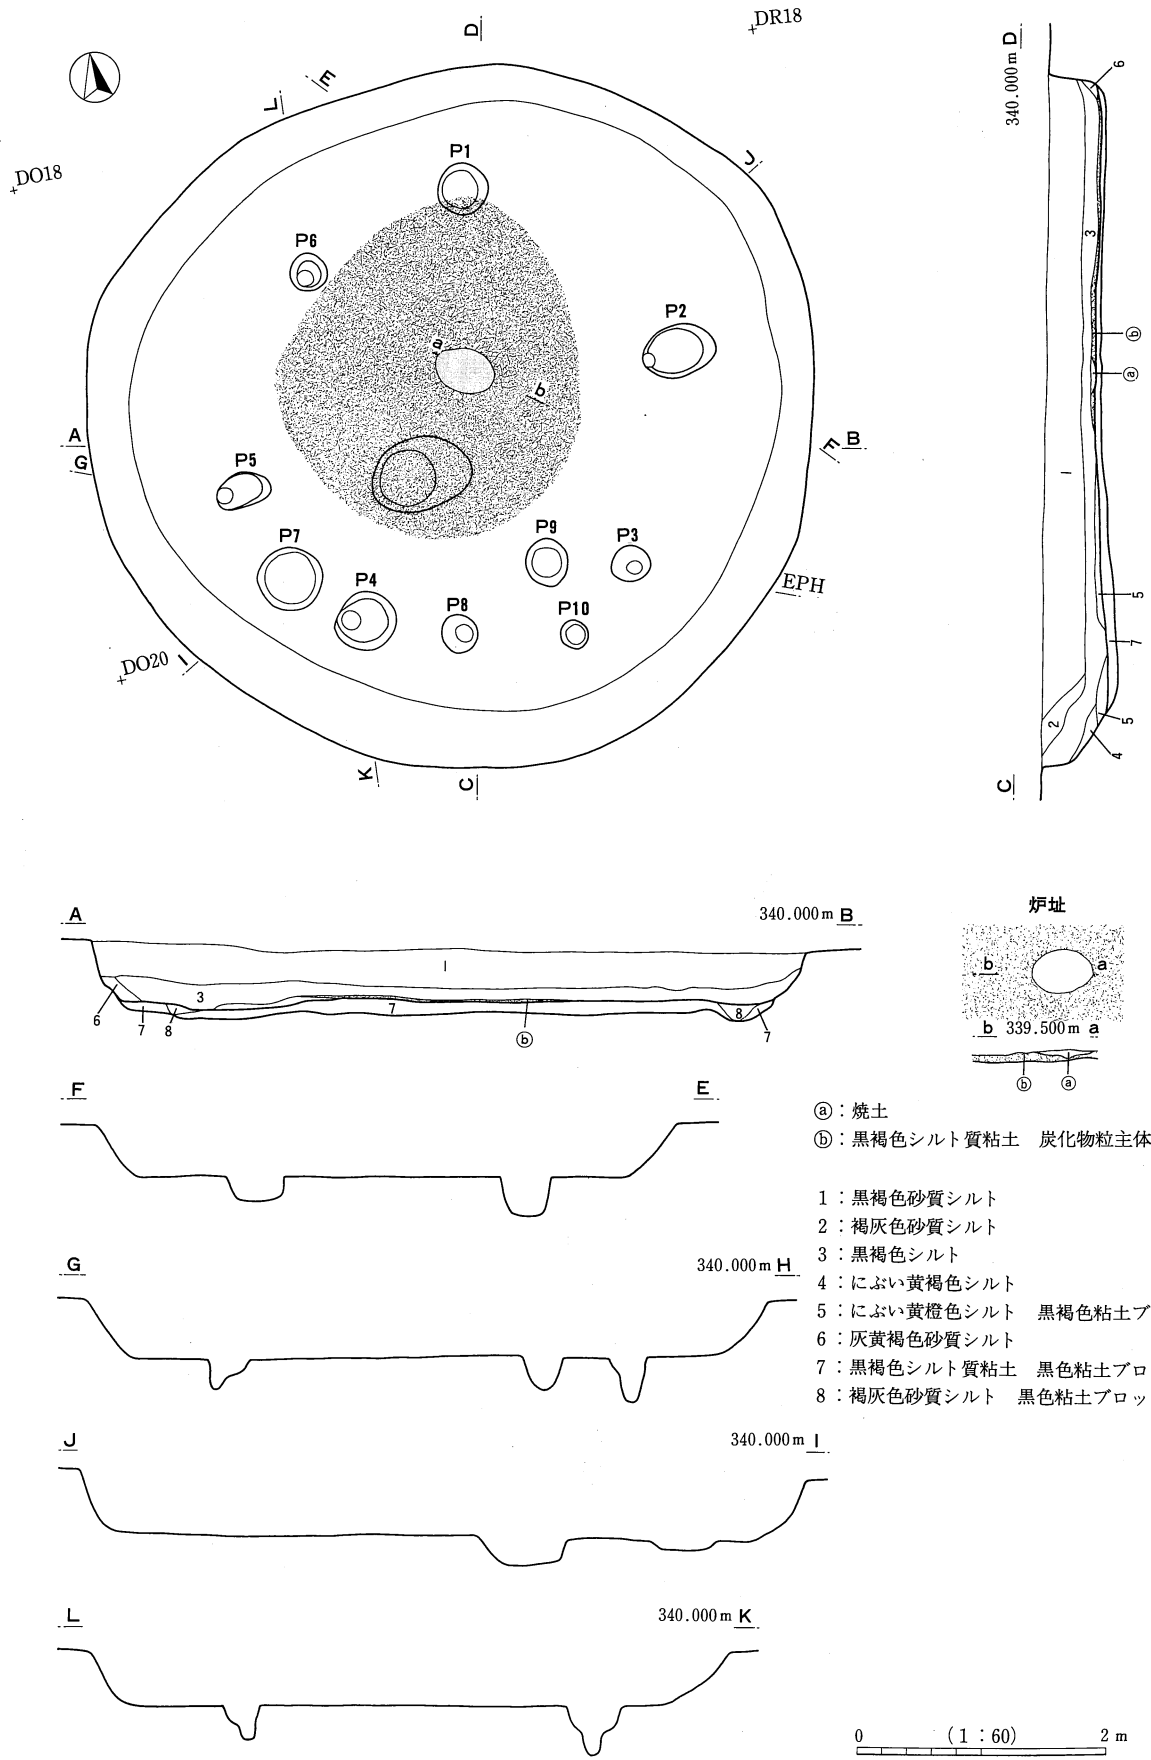 D
DR18
E
L
J
DO18
P1
P6
P2
a
b
A
G
B
F
P5
P9
P3
P7
P4
P8
P10
EPH
DO20
I
K
C
340.000m D
6
3
ⓑ
ⓐ
1
5
7
2
5
4
C
A
340.000m B
1
3
7
8
6
7
8
7
ⓑ
炉址
b
a
b 339.500m a
ⓑ
ⓐ
F
E
ⓐ：焼土
ⓑ：黒褐色シルト質粘土 炭化物粒主体
1：黒褐色砂質シルト
2：褐灰色砂質シルト
3：黒褐色シルト
4：にぶい黄褐色シルト
5：にぶい黄橙色シルト 黒褐色粘土ブ
6：灰黄褐色砂質シルト
7：黒褐色シルト質粘土 黒色粘土ブロ
8：褐灰色砂質シルト 黒色粘土ブロッ
G
340.000m H
J
340.000m I
L
340.000m K
0 (1：60) 2 m